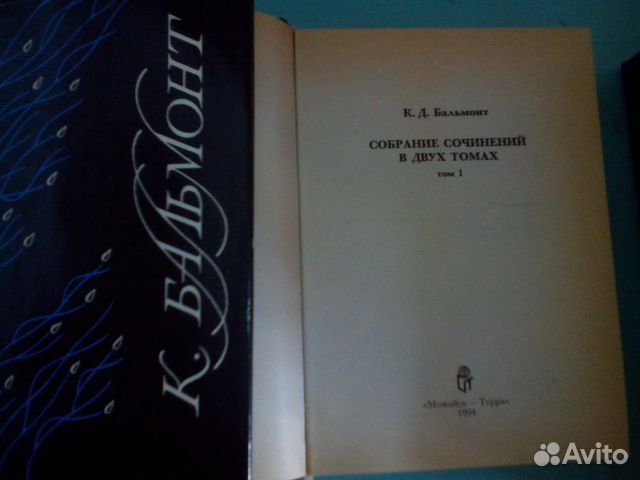 К. БАЛЬМОНТ
К. Д. Бальмонт
СОБРАНИЕ СОЧИНЕНИЙ
В ДВУХ ТОМАХ
том 1
«Можайск — Терра»
1994
Avito